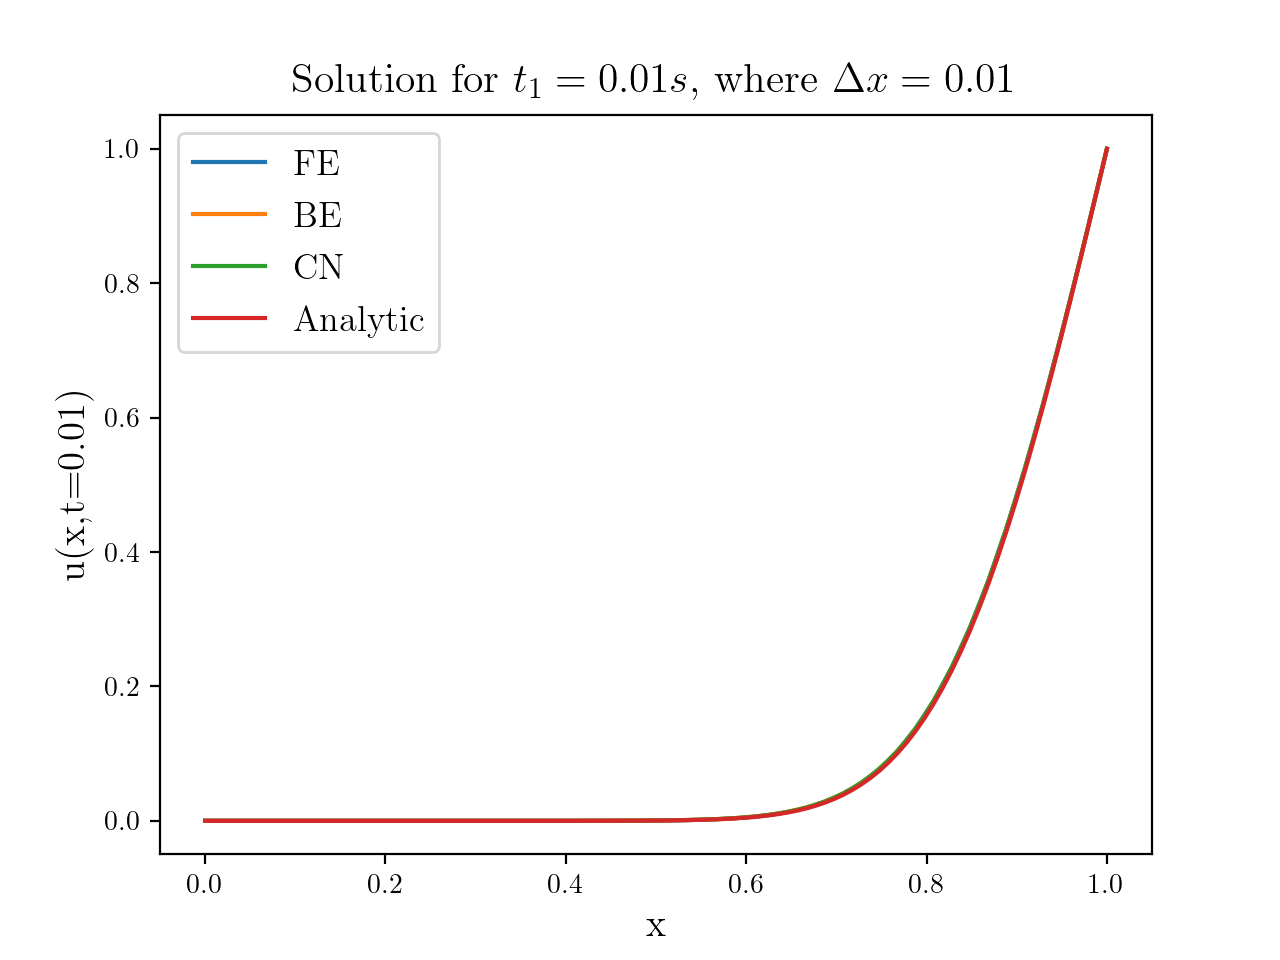 Solution for t₁ = 0.01s, where Δx = 0.01
FE
BE
CN
Analytic
u(x,t=0.01)
1.0
0.8
0.6
0.4
0.2
0.0
0.0 0.2 0.4 0.6 0.8 1.0
x